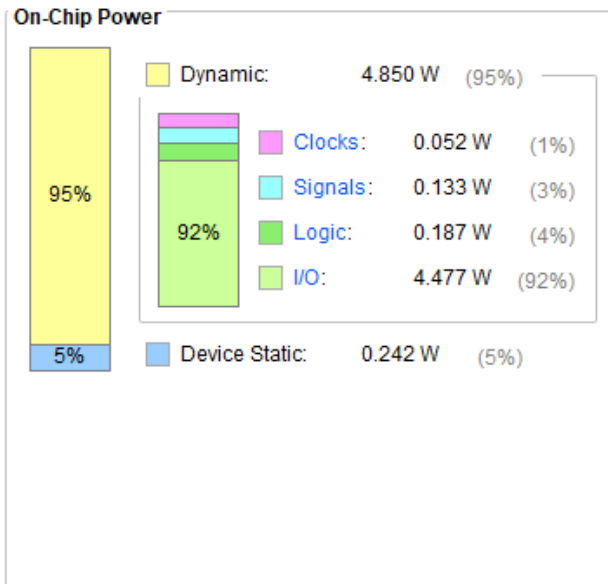 On-Chip Power
Dynamic: 4.850 W (95%)
Clocks: 0.052 W (1%)
95% Signals: 0.133 W (3%)
92% Logic: 0.187 W (4%)
I/O: 4.477 W (92%)
5% Device Static: 0.242 W (5%)